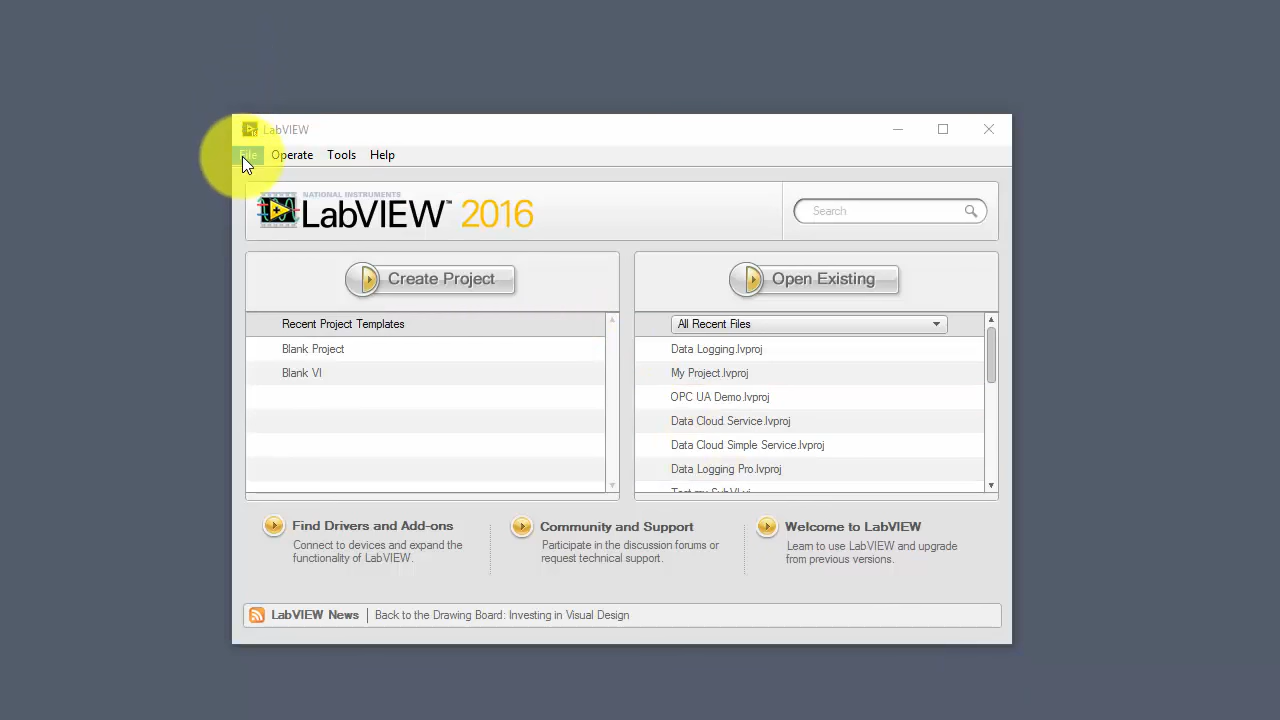 LabVIEW
File Operate Tools Help
NATIONAL INSTRUMENTS
LabVIEW™ 2016
Search
Create Project
Open Existing
Recent Project Templates
All Recent Files
Blank Project
Blank VI
Data Logging.lvproj
My Project.lvproj
OPC UA Demo.lvproj
Data Cloud Service.lvproj
Data Cloud Simple Service.lvproj
Data Logging Pro.lvproj
Find Drivers and Add-ons
Connect to devices and expand the
functionality of LabVIEW.
Community and Support
Participate in the discussion forums or
request technical support.
Welcome to LabVIEW
Learn to use LabVIEW and upgrade
from previous versions.
LabVIEW News | Back to the Drawing Board: Investing in Visual Design